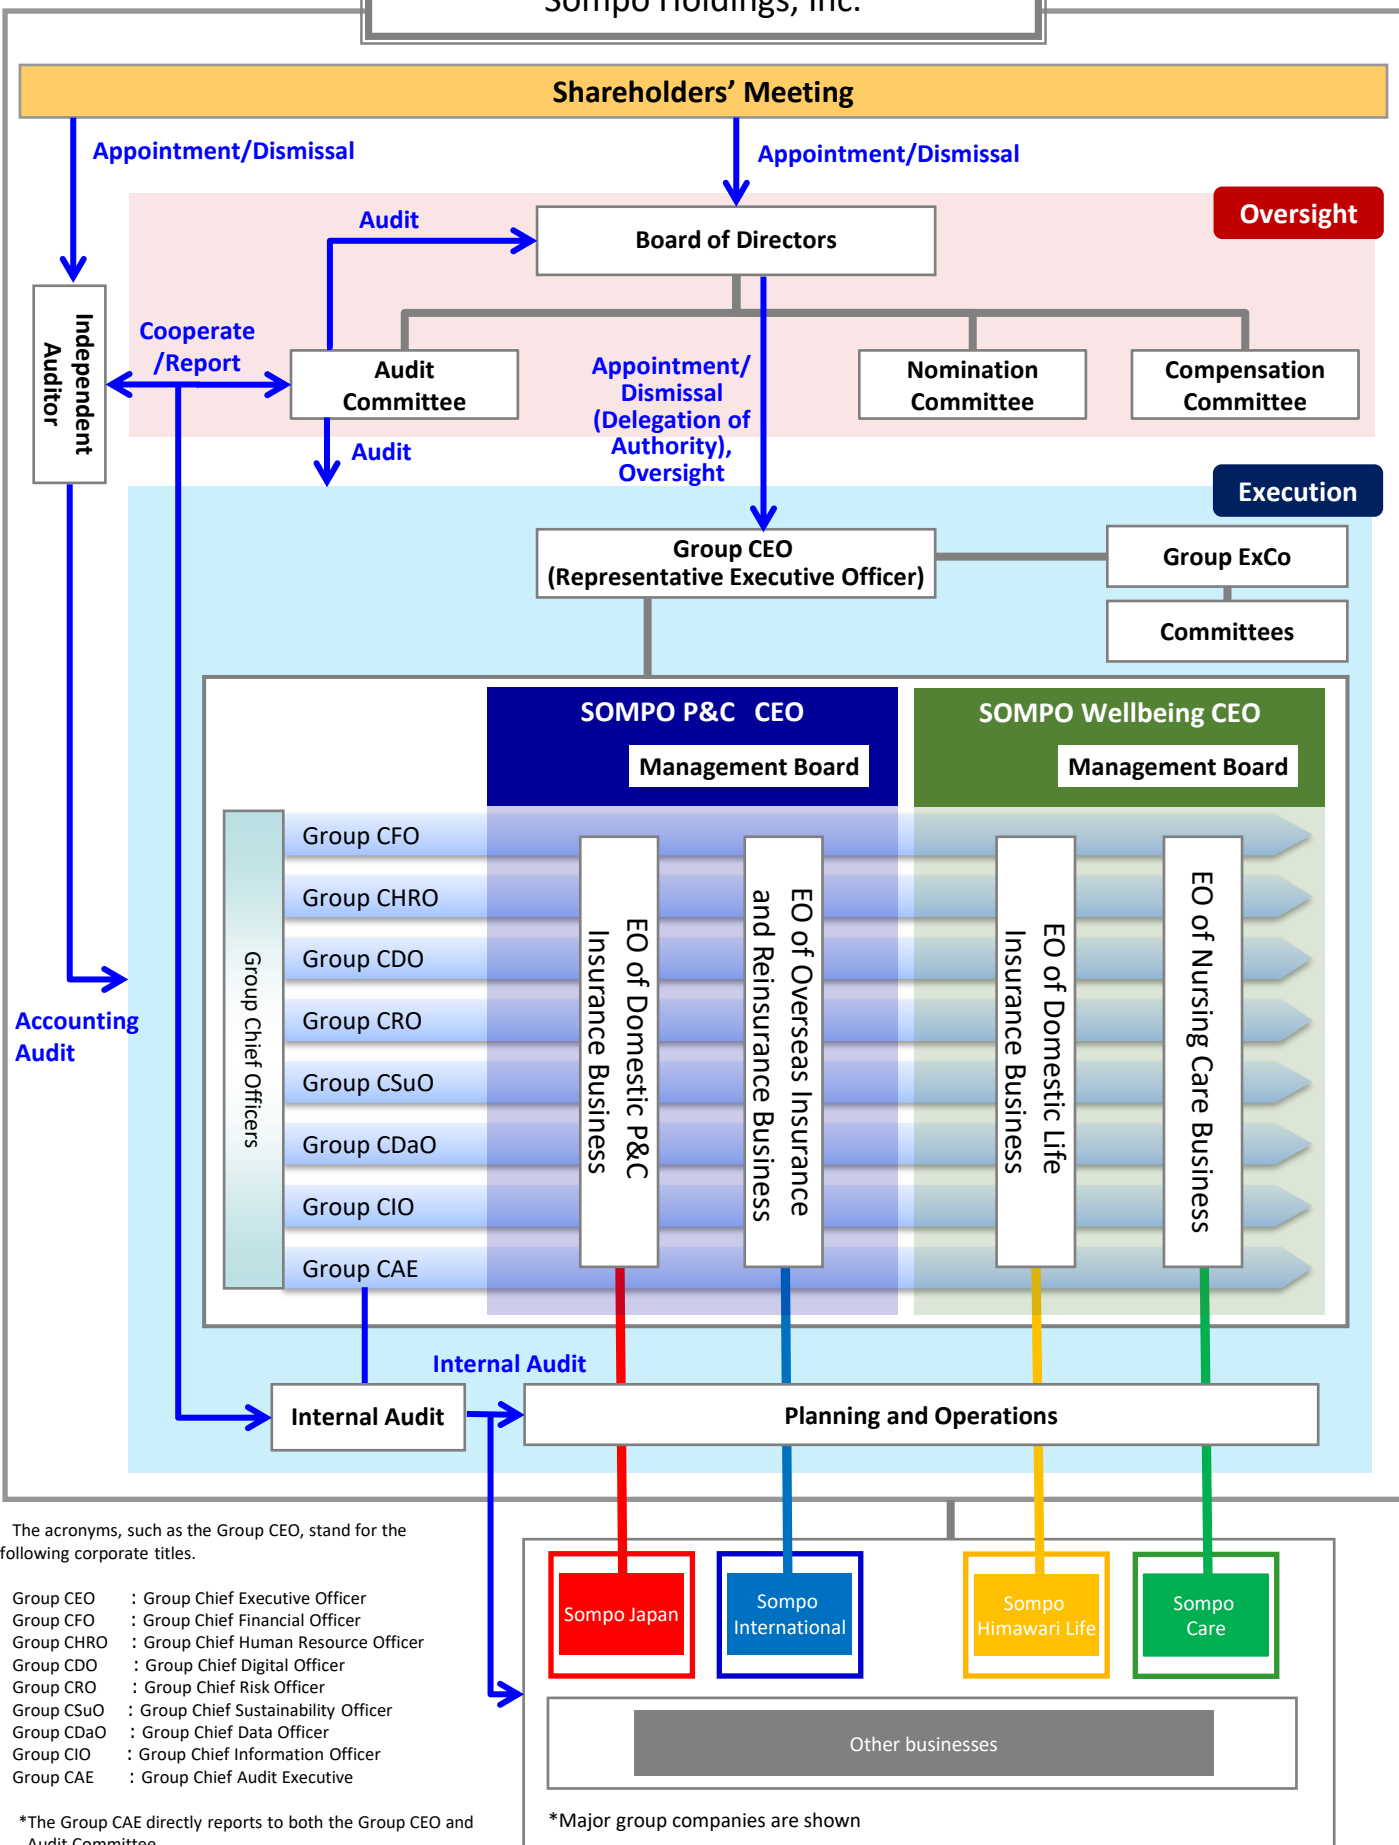 Sompo Holdings, Inc.
Shareholders' Meeting
Appointment/Dismissal
Appointment/Dismissal
Oversight
Audit
Board of Directors
Independent
Auditor
Cooperate
/Report
Audit
Committee
Appointment/
Dismissal
(Delegation of
Authority),
Oversight
Nomination
Committee
Compensation
Committee
Audit
Execution
Group CEO
(Representative Executive Officer)
Group ExCo
Committees
SOMPO P&C CEO
Management Board
SOMPO Wellbeing CEO
Management Board
Group Chief Officers
Group CFO
Group CHRO
Group CDO
Group CRO
Group CSuO
Group CDaO
Group CIO
Group CAE
EO of Domestic P&C
Insurance Business
EO of Overseas Insurance
and Reinsurance Business
EO of Domestic Life
Insurance Business
EO of Nursing Care Business
Accounting
Audit
Internal Audit
Internal Audit
Planning and Operations
The acronyms, such as the Group CEO, stand for the
following corporate titles.
Group CEO : Group Chief Executive Officer
Group CFO : Group Chief Financial Officer
Group CHRO : Group Chief Human Resource Officer
Group CDO : Group Chief Digital Officer
Group CRO : Group Chief Risk Officer
Group CSuO : Group Chief Sustainability Officer
Group CDaO : Group Chief Data Officer
Group CIO : Group Chief Information Officer
Group CAE : Group Chief Audit Executive
*The Group CAE directly reports to both the Group CEO and
Audit Committee
Sompo Japan
Sompo
International
Sompo
Himawari Life
Sompo
Care
Other businesses
*Major group companies are shown